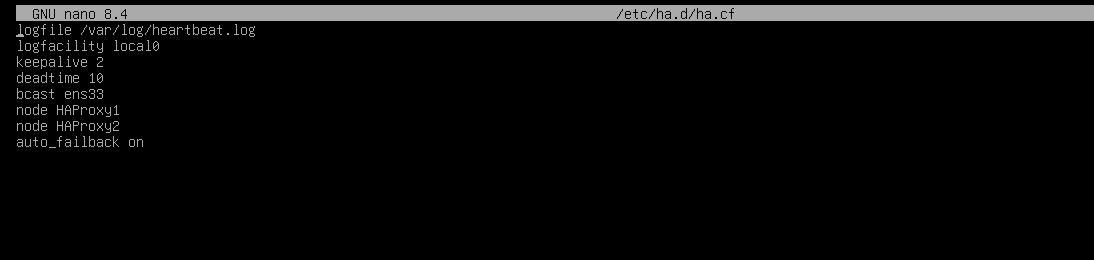 GNU nano 8.4 /etc/ha.d/ha.cf
logfile /var/log/heartbeat.log
logfacility local0
keepalive 2
deadtime 10
bcast ens33
node HAProxy1
node HAProxy2
auto_failback on